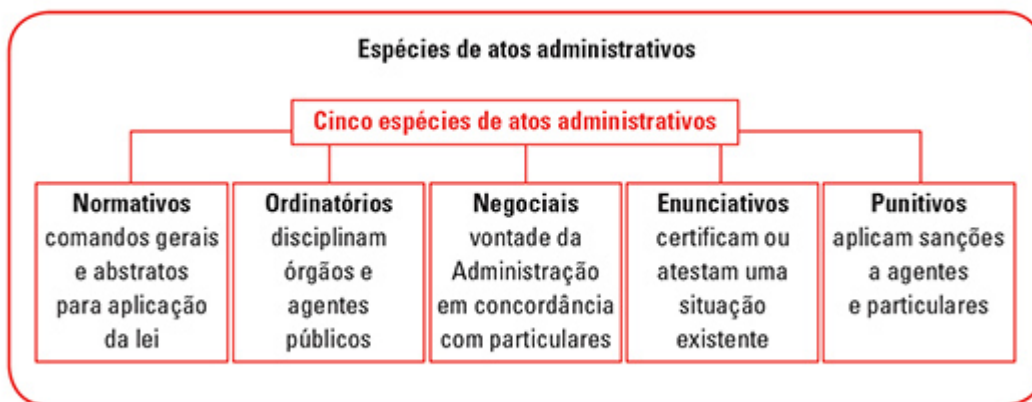 Espécies de atos administrativos
Cinco espécies de atos administrativos
Normativos
comandos gerais
e abstratos
para aplicação
da lei
Ordinatórios
disciplinam
órgãos e
agentes
públicos
Negociais
vontade da
Administração
em concordância
com particulares
Enunciativos
certificam ou
atestam uma
situação
existente
Punitivos
aplicam sanções
a agentes
e particulares